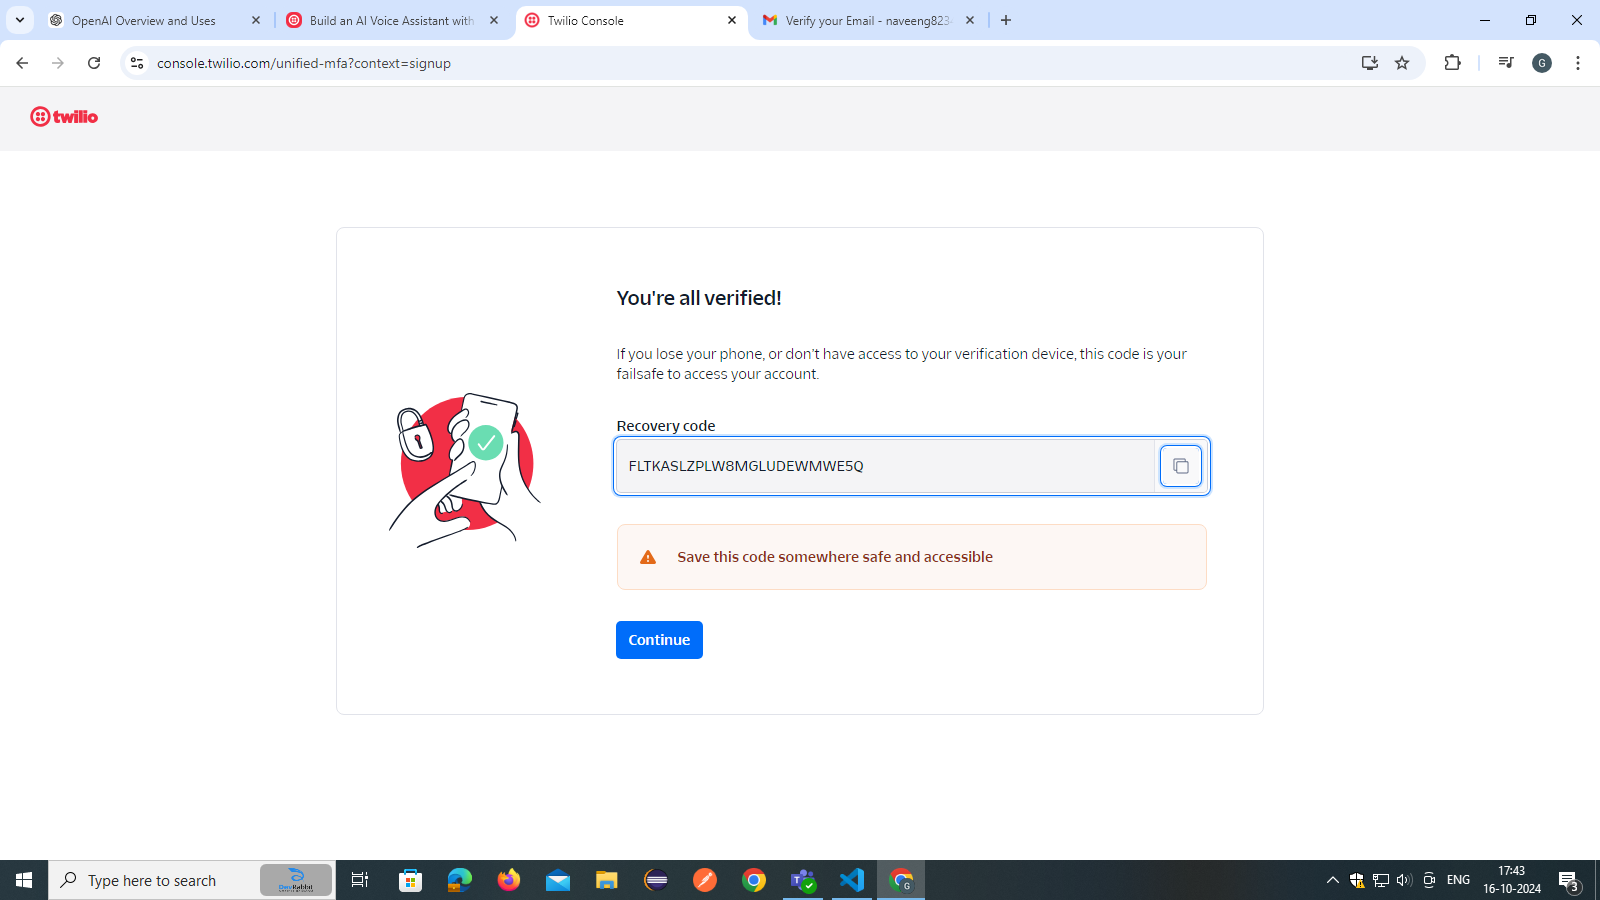 OpenAI Overview and Uses
Build an AI Voice Assistant with
Twilio Console
Verify your Email - naveeng823
console.twilio.com/unified-mfa?context=signup
G
twilio
You're all verified!
If you lose your phone, or don't have access to your verification device, this code is your
failsafe to access your account.
Recovery code
FLTKASLZPLW8MGLUDEWMWE5Q
Save this code somewhere safe and accessible
Continue
Type here to search
DevRabbit
G
ENG
17:43
16-10-2024
3